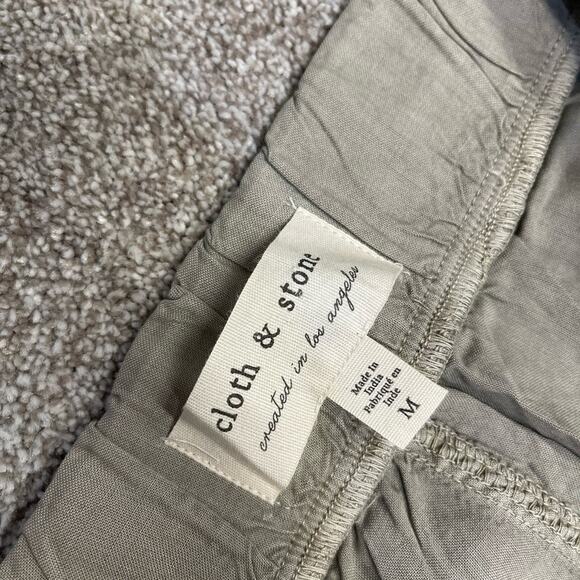 cloth & stone
created in los angeles
Made in
India
Fabriqué en
Inde
M